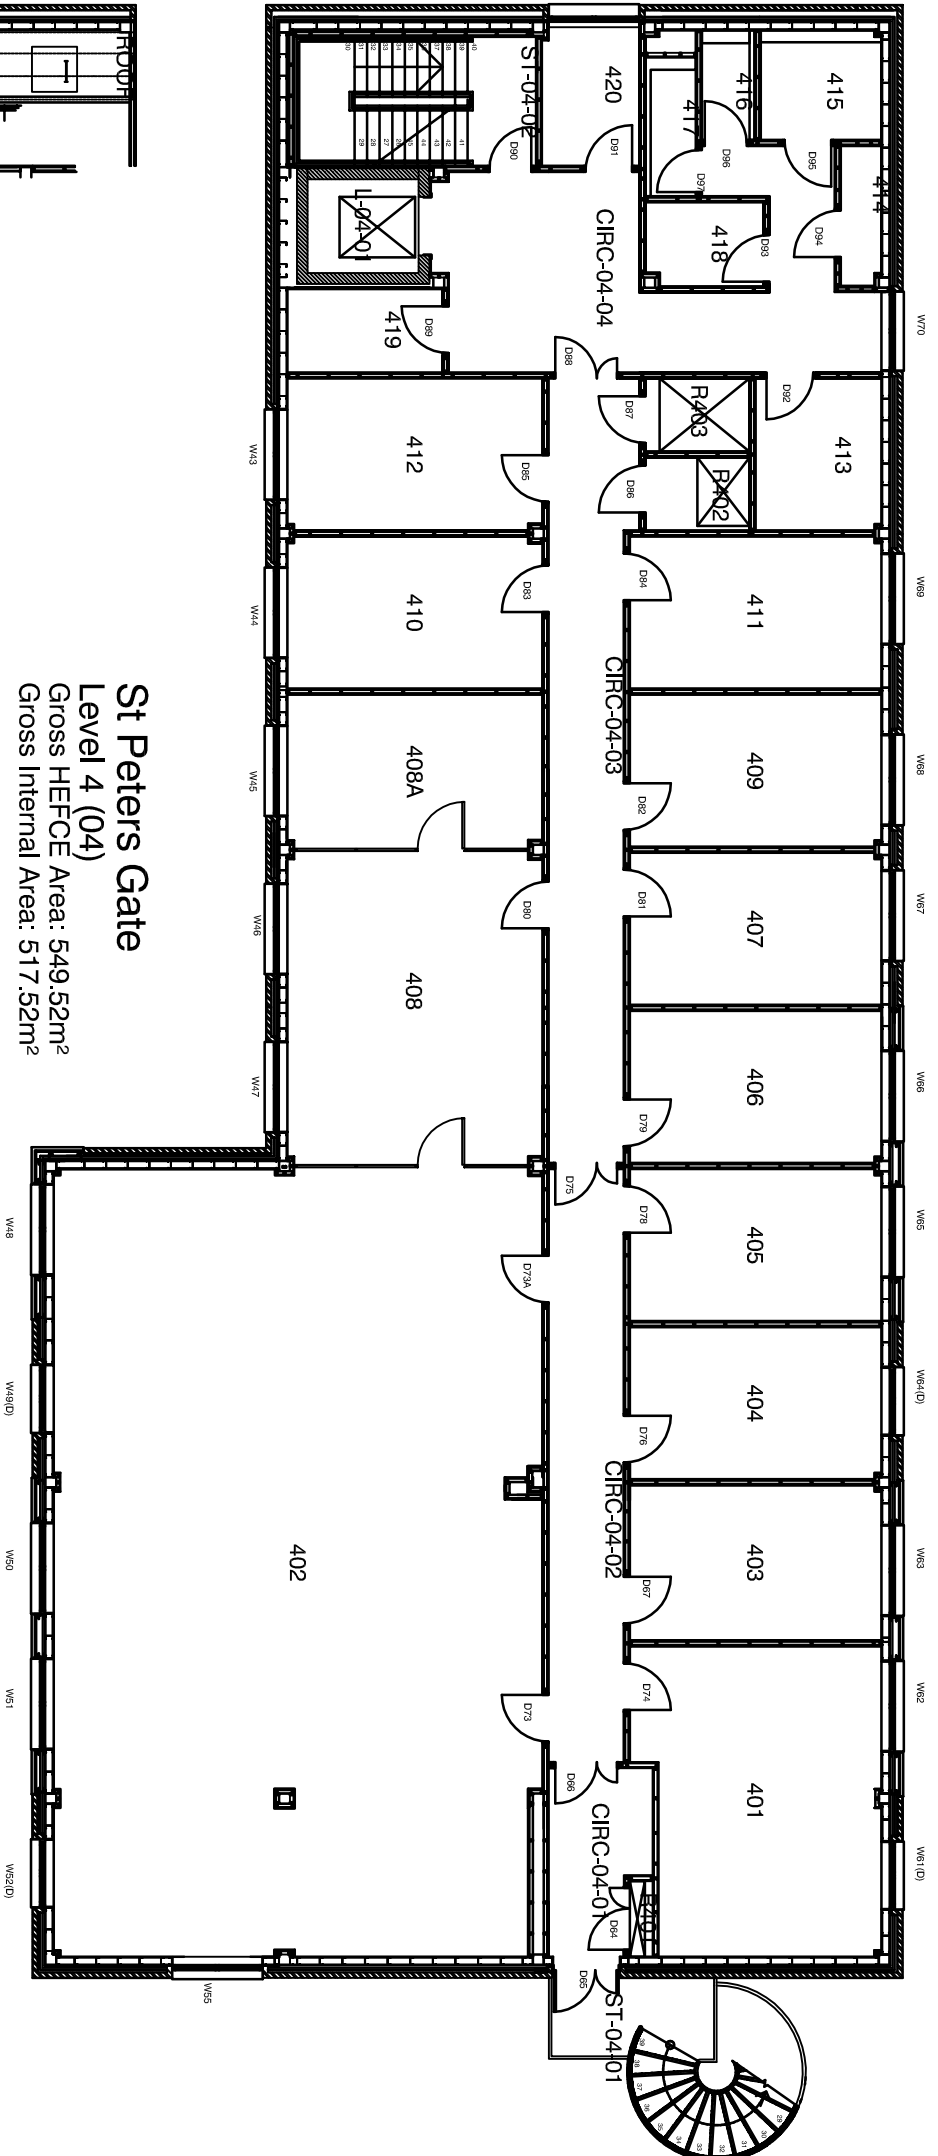 St Peters Gate
Level 4 (04)
Gross HEFCE Area: 549.52m²
Gross Internal Area: 517.52m²
ROOF
415
416
417
414
420
ST-04-02
D90
D91
D95
D96
D97
D94
D93
418
L-04-01
CIRC-04-04
419
D89
D88
W70
D92
R403
D87
413
412
D85
D86
R402
W43
410
D83
D84
411
W69
W44
CIRC-04-03
408A
409
D82
W68
W45
D80
D81
407
W67
W46
408
406
D79
W66
W47
D75
D78
405
W65
W48
D73A
404
D76
W64(D)
W49(D)
CIRC-04-02
402
403
D67
W63
W50
D73
D74
W62
W51
D66
401
CIRC-04-01
W61(D)
W52(D)
R401
D64
D65
W55
ST-04-01